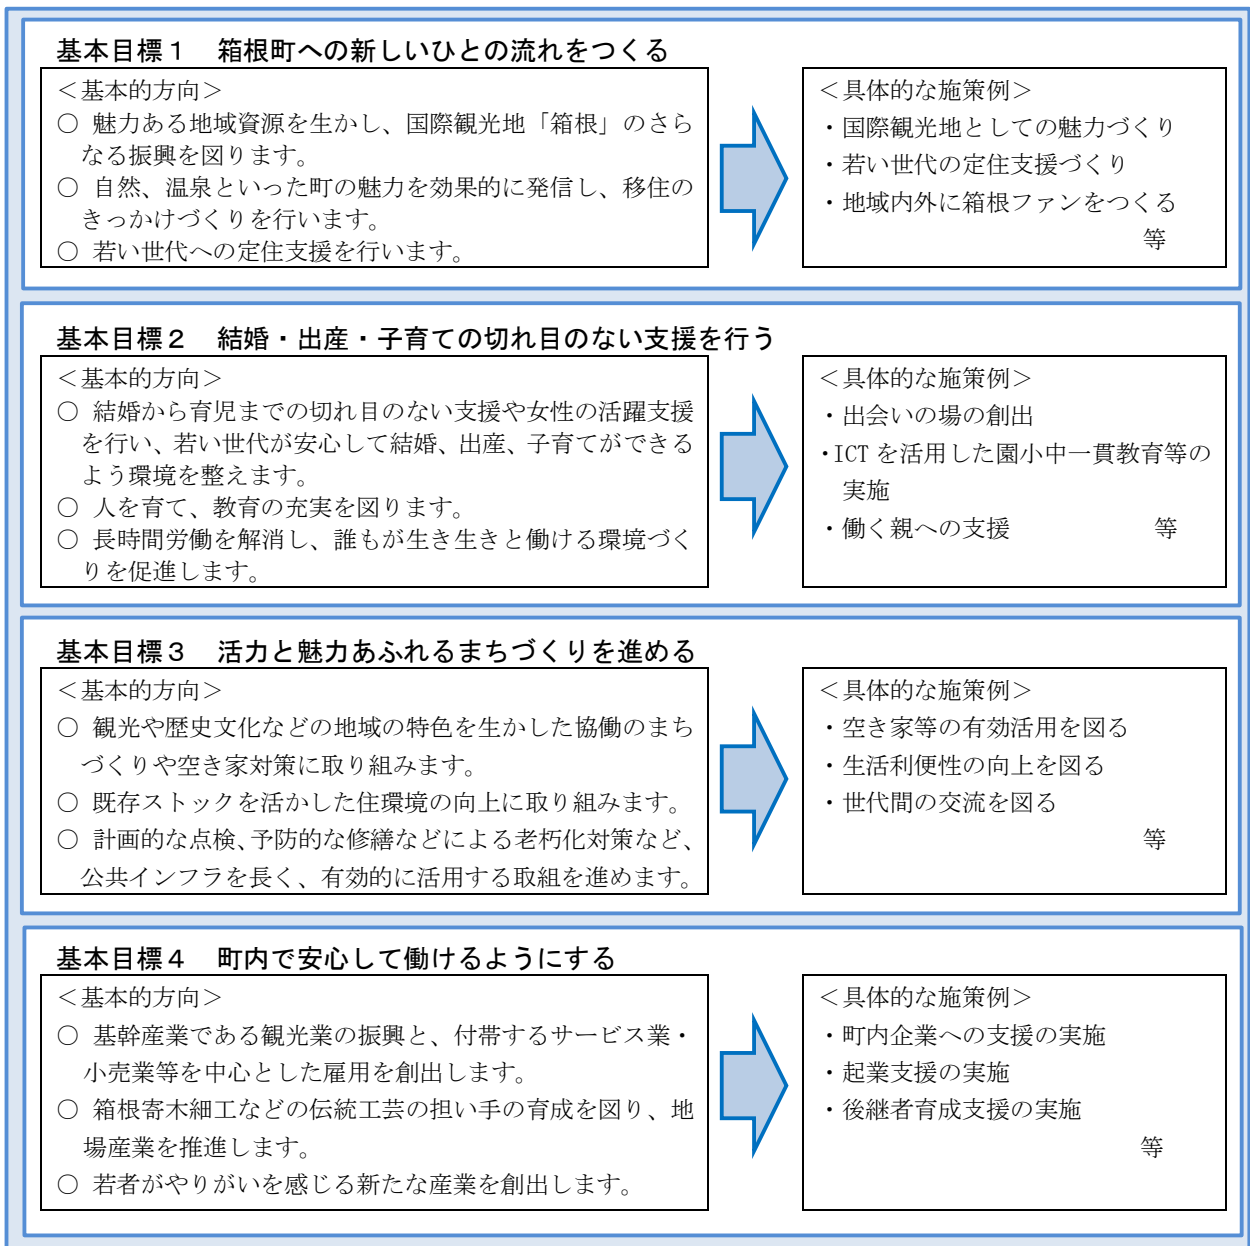 基本目標１　箱根町への新しいひとの流れをつくる
＜基本的方向＞
○ 魅力ある地域資源を生かし、国際観光地「箱根」のさら
なる振興を図ります。
○ 自然、温泉といった町の魅力を効果的に発信し、移住の
きっかけづくりを行います。
○ 若い世代への定住支援を行います。
＜具体的な施策例＞
・国際観光地としての魅力づくり
・若い世代の定住支援づくり
・地域内外に箱根ファンをつくる
等
基本目標２　結婚・出産・子育ての切れ目のない支援を行う
＜基本的方向＞
○ 結婚から育児までの切れ目のない支援や女性の活躍支援
を行い、若い世代が安心して結婚、出産、子育てができる
よう環境を整えます。
○ 人を育て、教育の充実を図ります。
○ 長時間労働を解消し、誰もが生き生きと働ける環境づく
りを促進します。
＜具体的な施策例＞
・出会いの場の創出
・ICT を活用した園小中一貫教育等の
実施
・働く親への支援　　　　　　等
基本目標３　活力と魅力あふれるまちづくりを進める
＜基本的方向＞
○ 観光や歴史文化などの地域の特色を生かした協働のまち
づくりや空き家対策に取り組みます。
○ 既存ストックを活かした住環境の向上に取り組みます。
○ 計画的な点検、予防的な修繕などによる老朽化対策など、
公共インフラを長く、有効的に活用する取組を進めます。
＜具体的な施策例＞
・空き家等の有効活用を図る
・生活利便性の向上を図る
・世代間の交流を図る
等
基本目標４　町内で安心して働けるようにする
＜基本的方向＞
○ 基幹産業である観光業の振興と、付帯するサービス業・
小売業等を中心とした雇用を創出します。
○ 箱根寄木細工などの伝統工芸の担い手の育成を図り、地
場産業を推進します。
○ 若者がやりがいを感じる新たな産業を創出します。
＜具体的な施策例＞
・町内企業への支援の実施
・起業支援の実施
・後継者育成支援の実施
等